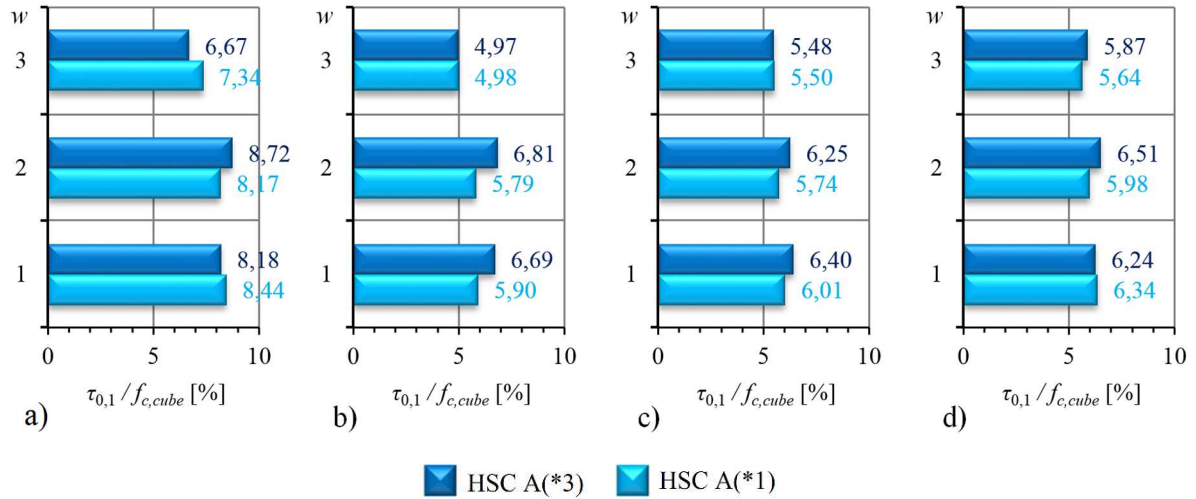 w
3
6,67
7,34
2
8,72
8,17
1
8,18
8,44
0 5 10
τ0,1 / fc,cube [%]
a)
w
3
4,97
4,98
2
6,81
5,79
1
6,69
5,90
0 5 10
τ0,1 / fc,cube [%]
b)
w
3
5,48
5,50
2
6,25
5,74
1
6,40
6,01
0 5 10
τ0,1 / fc,cube [%]
c)
w
3
5,87
5,64
2
6,51
5,98
1
6,24
6,34
0 5 10
τ0,1 / fc,cube [%]
d)
HSC A(*3) HSC A(*1)